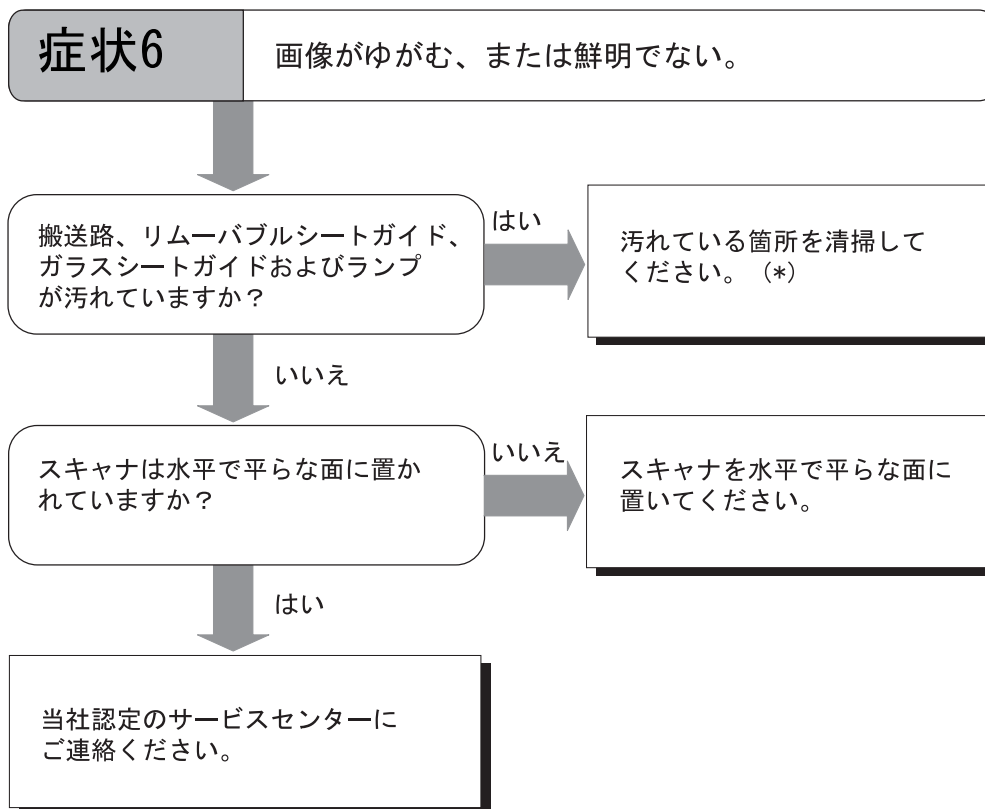 症状6
画像がゆがむ、または鮮明でない。
搬送路、リムーバブルシートガイド、
ガラスシートガイドおよびランプ
が汚れていますか？
はい
汚れている箇所を清掃して
ください。（*）
いいえ
スキャナは水平で平らな面に置か
れていますか？
いいえ
スキャナを水平で平らな面に
置いてください。
はい
当社認定のサービスセンターに
ご連絡ください。